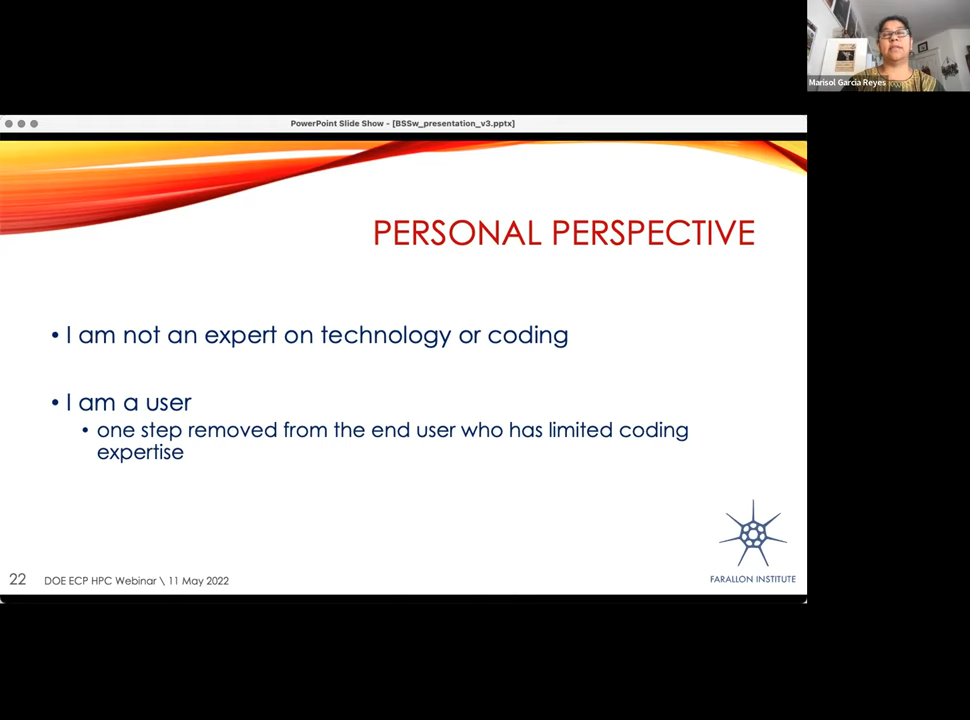 Marisol Garcia Reyes
PowerPoint Slide Show - [BSSw_presentation_v3.pptx]
PERSONAL PERSPECTIVE
• I am not an expert on technology or coding
• I am a user
• one step removed from the end user who has limited coding
expertise
FARALLON INSTITUTE
22 DOE ECP HPC Webinar \ 11 May 2022